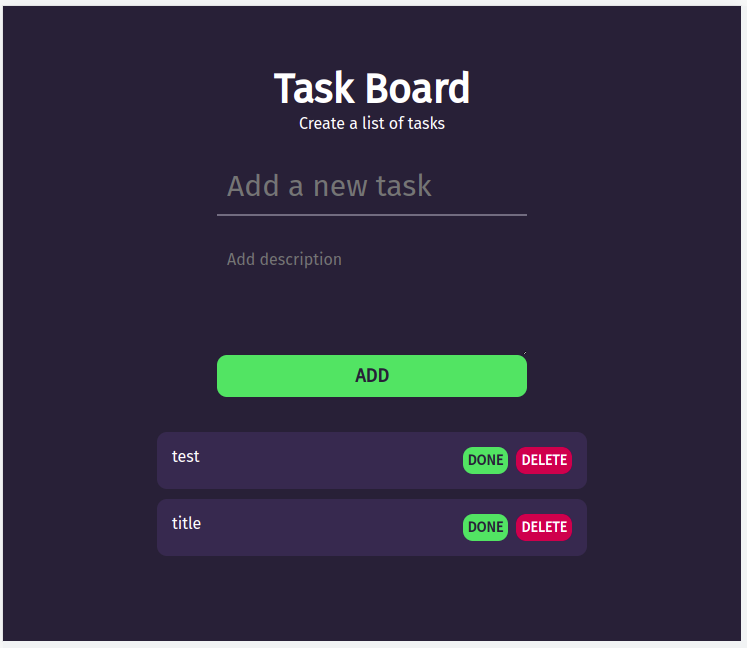 Task Board
Create a list of tasks
Add a new task
Add description
ADD
test DONE DELETE
title DONE DELETE